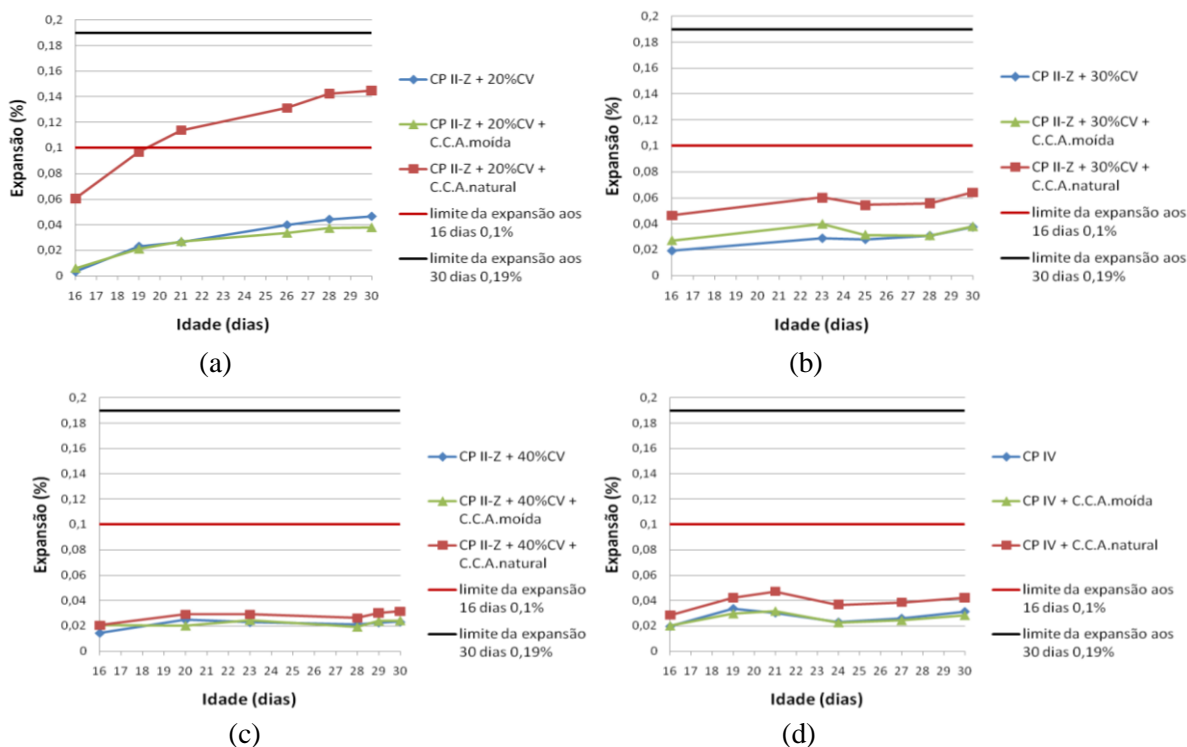 0,2
0,18
0,16
0,14
0,12
0,1
0,08
0,06
0,04
0,02
0
Expansão (%)
16 17 18 19 20 21 22 23 24 25 26 27 28 29 30
Idade (dias)
CP II-Z + 20%CV
CP II-Z + 20%CV +
C.C.A.moída
CP II-Z + 20%CV +
C.C.A.natural
limite da expansão aos
16 dias 0,1%
limite da expansão aos
30 dias 0,19%
(a)
0,2
0,18
0,16
0,14
0,12
0,1
0,08
0,06
0,04
0,02
0
Expansão (%)
16 17 18 19 20 21 22 23 24 25 26 27 28 29 30
Idade (dias)
CP II-Z + 30%CV
CP II-Z + 30%CV +
C.C.A.moída
CP II-Z + 30%CV +
C.C.A.natural
limite da expansão aos
16 dias 0,1%
limite da expansão aos
30 dias 0,19%
(b)
0,2
0,18
0,16
0,14
0,12
0,1
0,08
0,06
0,04
0,02
0
Expansão (%)
16 17 18 19 20 21 22 23 24 25 26 27 28 29 30
Idade (dias)
CP II-Z + 40%CV
CP II-Z + 40%CV +
C.C.A.moída
CP II-Z + 40%CV +
C.C.A.natural
limite da expansão
16 dias 0,1%
limite da expansão
30 dias 0,19%
(c)
0,2
0,18
0,16
0,14
0,12
0,1
0,08
0,06
0,04
0,02
0
Expansão (%)
16 17 18 19 20 21 22 23 24 25 26 27 28 29 30
Idade (dias)
CP IV
CP IV + C.C.A.moída
CP IV + C.C.A.natural
limite da expansão aos
16 dias 0,1%
limite da expansão aos
30 dias 0,19%
(d)